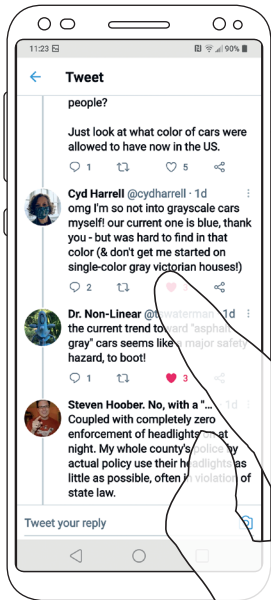 11:23 90%
Tweet
people?
Just look at what color of cars were
allowed to have now in the US.
1 5
Cyd Harrell @cydharrell · 1d
omg I'm so not into grayscale cars
myself! our current one is blue, thank
you - but was hard to find in that
color (& don't get me started on
single-color gray victorian houses!)
2
Dr. Non-Linear @tswaterman 1d
the current trend toward "asphalt
gray" cars seems like a major safety
hazard, to boot!
1 3
Steven Hoober. No, with a "... · 1d
Coupled with completely zero
enforcement of headlights on at
night. My whole county's police by
actual policy use their headlights as
little as possible, often in violation of
state law.
Tweet your reply